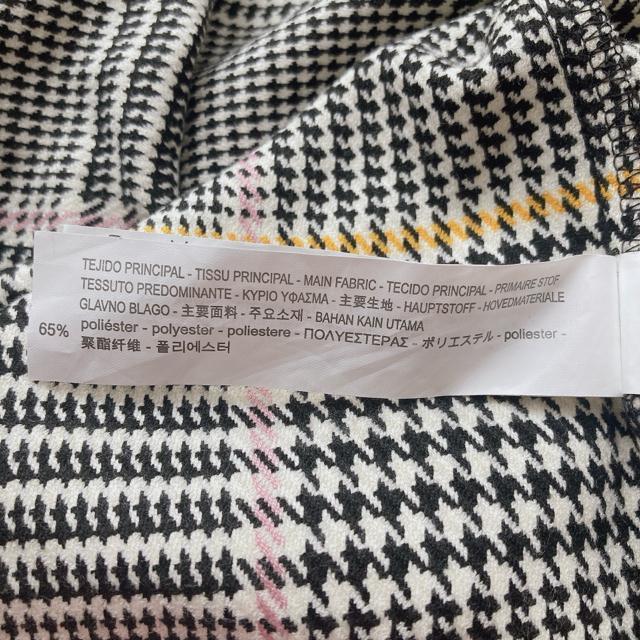 TEJIDO PRINCIPAL - TISSU PRINCIPAL - MAIN FABRIC - TECIDO PRINCIPAL - PRIMAIRE STOF
TESSUTO PREDOMINANTE - ΚΥΡΙΟ ΥΦΑΣΜΑ - 主要生地 - HAUPTSTOFF - HOVEDMATERIALE
GLAVNO BLAGO - 主要面料 - 주요소재 - BAHAN KAIN UTAMA
65% poliéster - polyester - poliestere - ΠΟΛΥΕΣΤΕΡΑΣ - ポリエステル - poliester -
聚酯纤维 - 폴리에스터